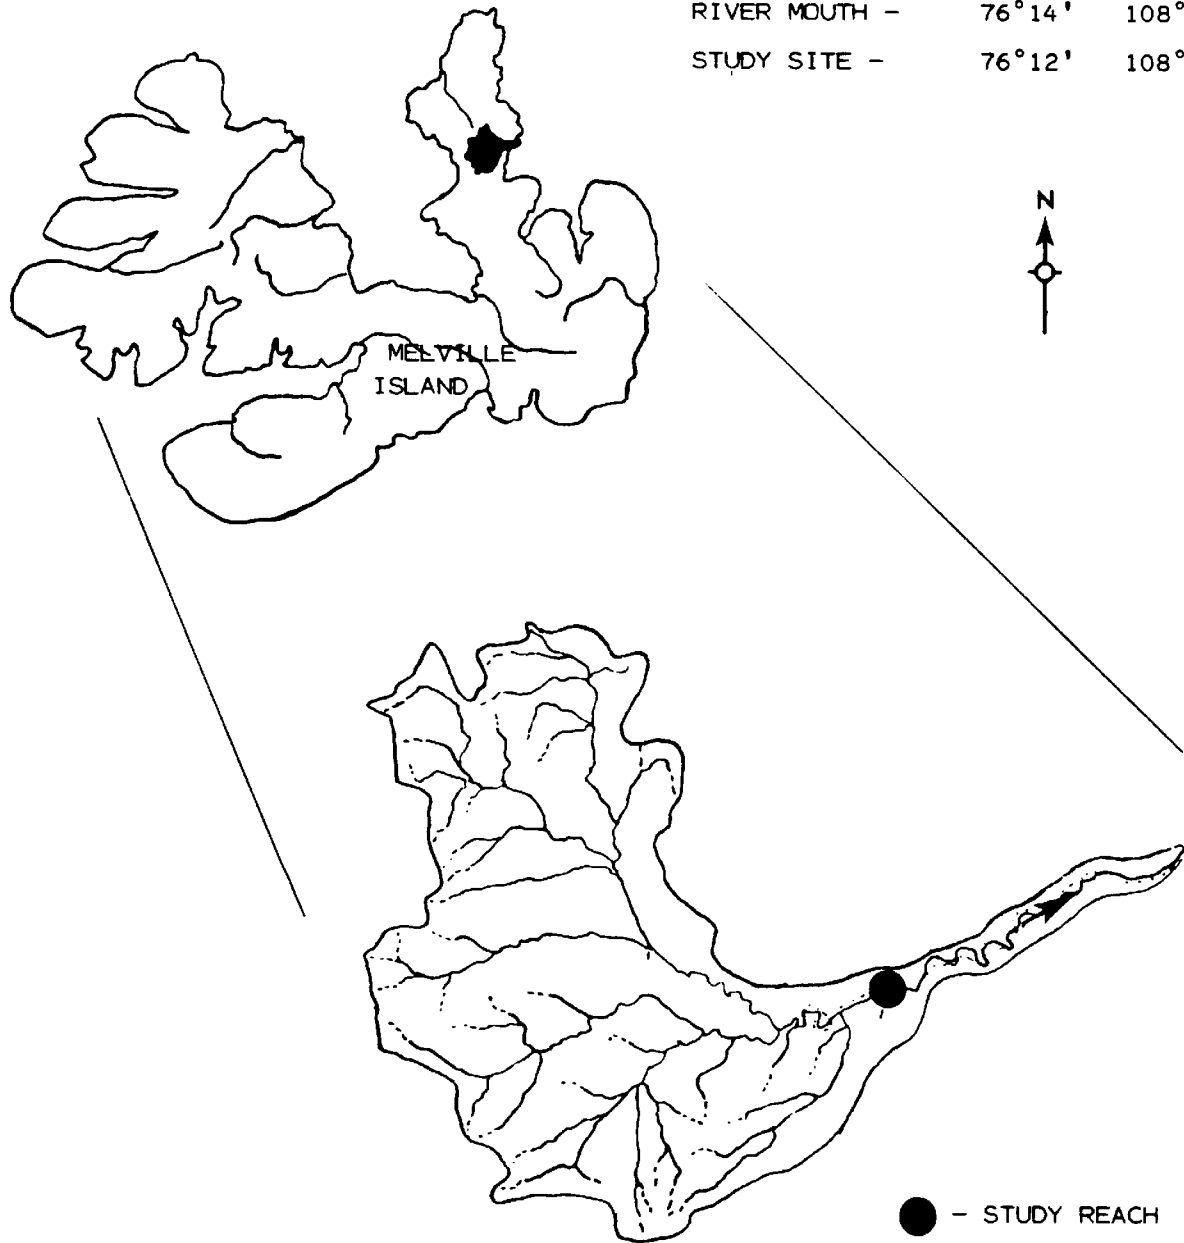 RIVER MOUTH - 76°14' 108°
STUDY SITE - 76°12' 108°
N
MELVILLE
ISLAND
- STUDY REACH